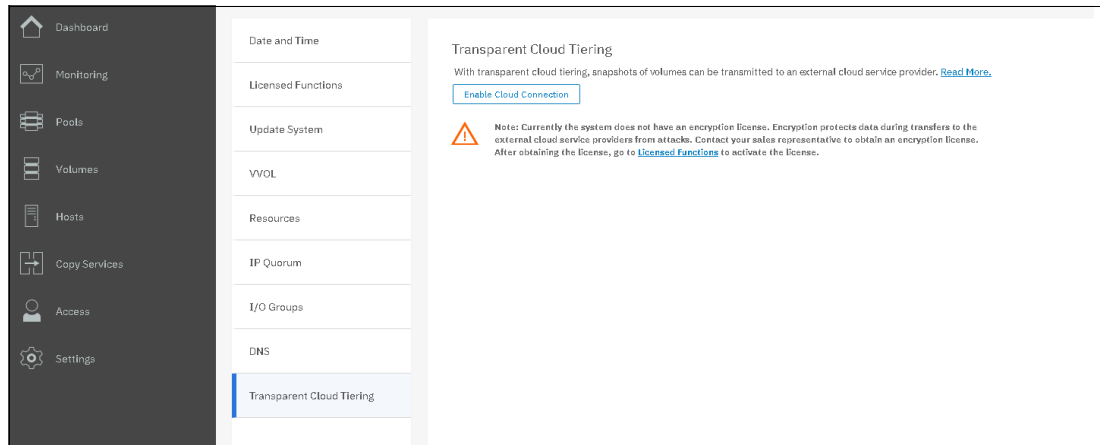 Dashboard
Monitoring
Pools
Volumes
Hosts
Copy Services
Access
Settings
Date and Time
Licensed Functions
Update System
VVOL
Resources
IP Quorum
I/O Groups
DNS
Transparent Cloud Tiering
Transparent Cloud Tiering
With transparent cloud tiering, snapshots of volumes can be transmitted to an external cloud service provider. Read More.
Enable Cloud Connection
Note: Currently the system does not have an encryption license. Encryption protects data during transfers to the
external cloud service providers from attacks. Contact your sales representative to obtain an encryption license.
After obtaining the license, go to Licensed Functions to activate the license.